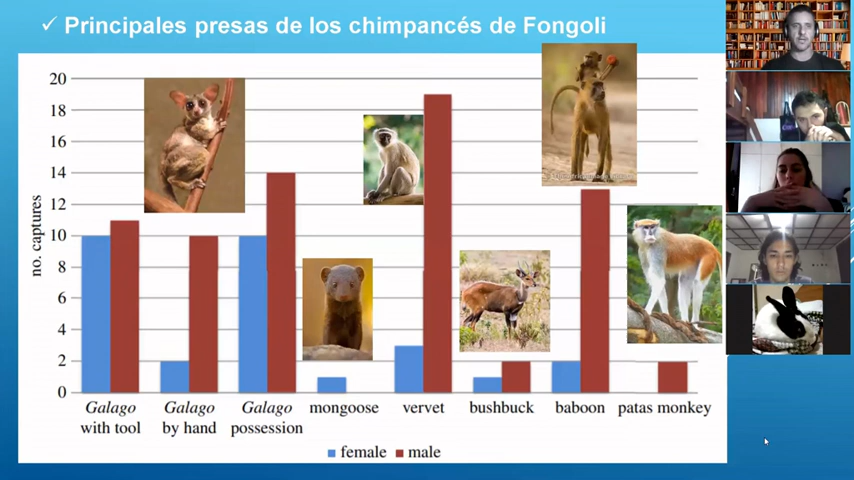 ✓ Principales presas de los chimpancés de Fongoli
20
18
16
14
12
10
8
6
4
2
0
no. captures
Galago with tool
Galago by hand
Galago possession
mongoose
vervet
bushbuck
baboon
patas monkey
female
male